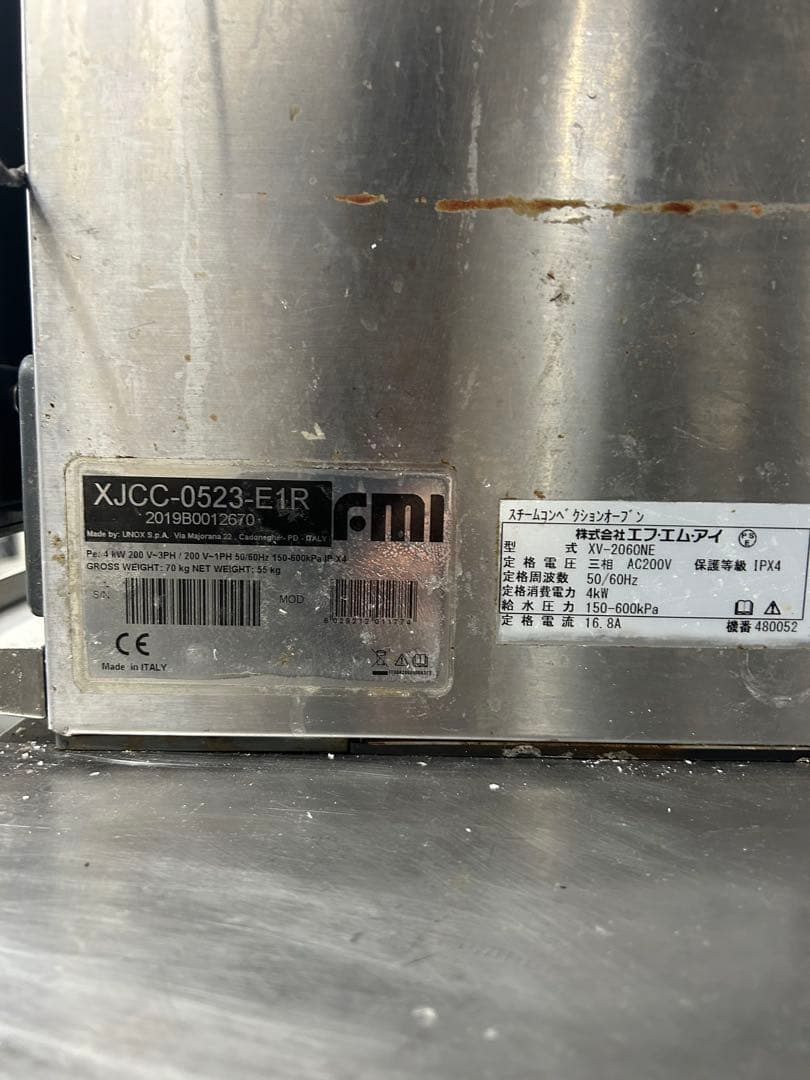 XJCC-0523-E1R
2019B0012670
FMI
Made by: UNOX S.p.A. Via Majorana 22, Cadoneghe- PD - ITALY
Pe: 4 kW 200 V~3PH / 200 V~1PH 50/60Hz 150-600kPa IP X4
GROSS WEIGHT: 70 kg NET WEIGHT: 55 kg
S/N
MOD
CE
Made in ITALY
スチームコンベクションオーブン
株式会社エフ・エム・アイ
PSE
型 式 XV-2060NE
定格電圧 三相 AC200V 保護等級 IPX4
定格周波数 50/60Hz
定格消費電力 4kW
給水圧力 150-600kPa
定格電流 16.8A 機番 480052